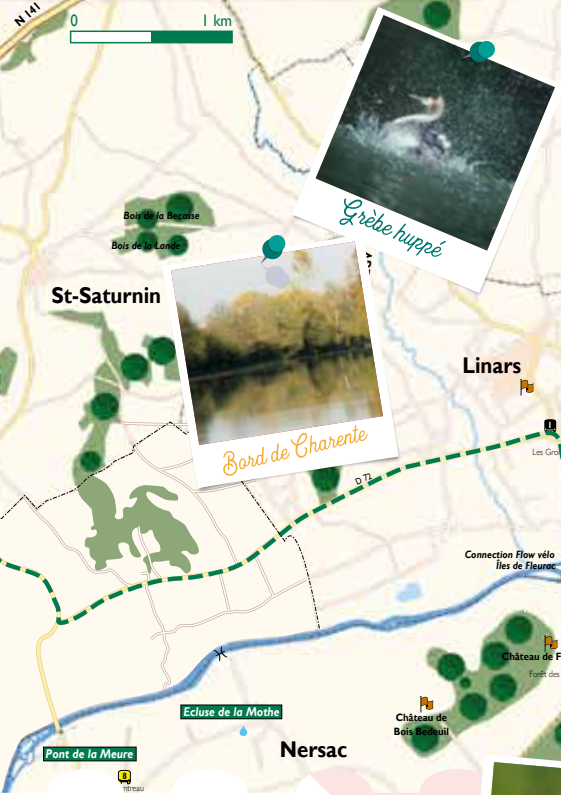 N 141
0 1 km
Grèbe huppé
Bois de la Becasse
Bois de la Lande
St-Saturnin
Linars
Bord de Charente
1
Les Gro
D 72
Connection Flow vélo
Îles de Fleurac
Château de F
Forêt des
Ecluse de la Mothe
Château de
Bois Bedeuil
Pont de la Meure
Nersac
8
ntreau